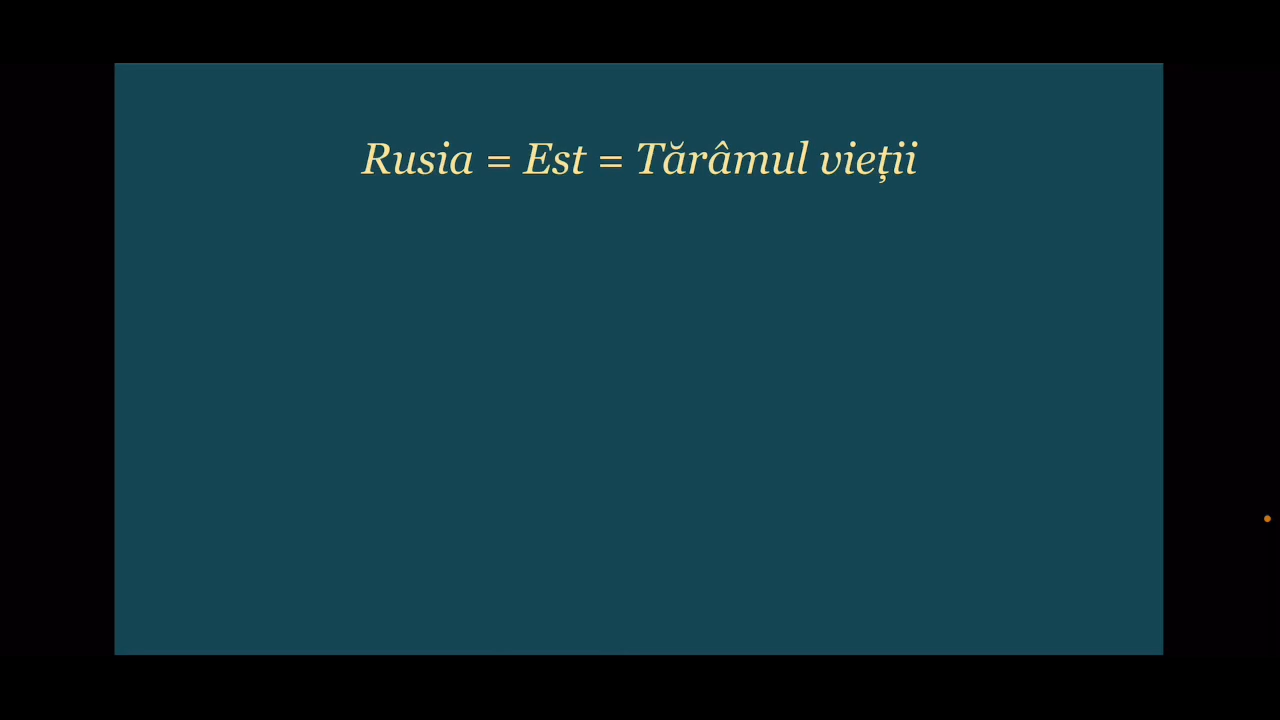 Rusia = Est = Tărâmul vieții